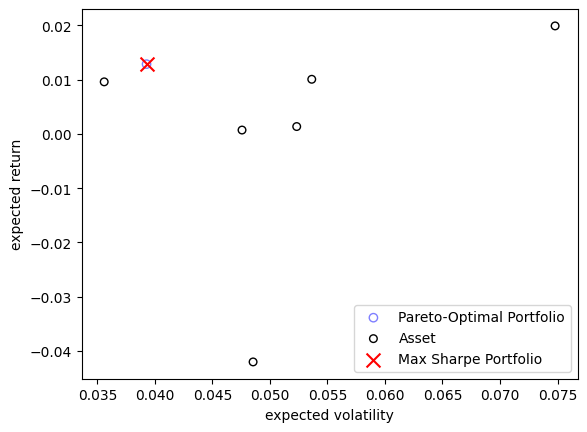 0.02
0.01
0.00
−0.01
−0.02
−0.03
−0.04
expected return
Pareto-Optimal Portfolio
Asset
Max Sharpe Portfolio
0.035 0.040 0.045 0.050 0.055 0.060 0.065 0.070 0.075
expected volatility